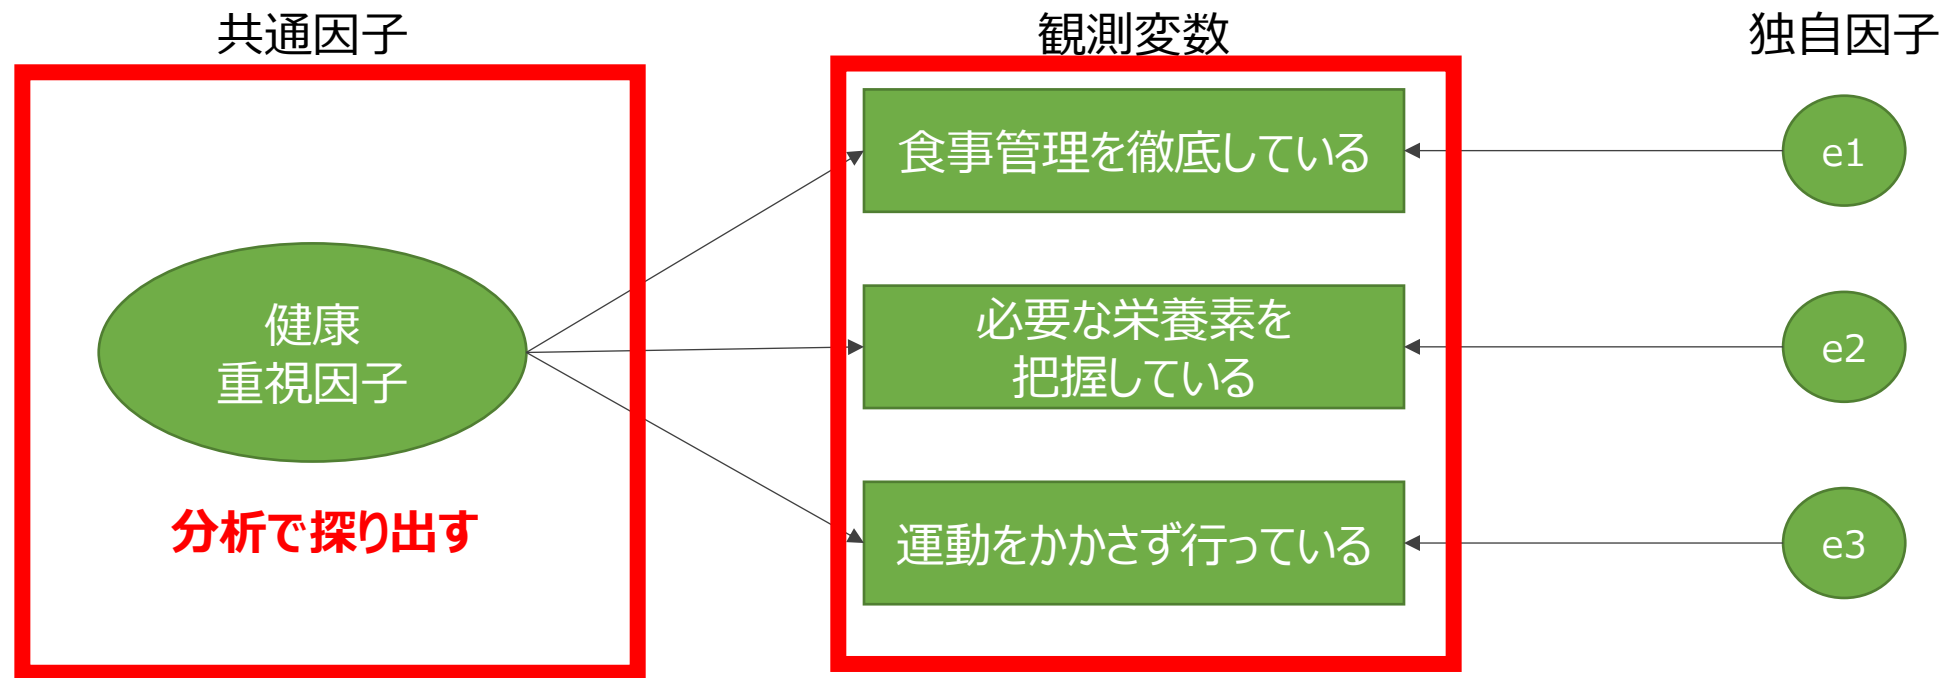 共通因子
観測変数
独自因子
食事管理を徹底している
e1
健康
重視因子
必要な栄養素を
把握している
e2
分析で探り出す
運動をかかさず行っている
e3